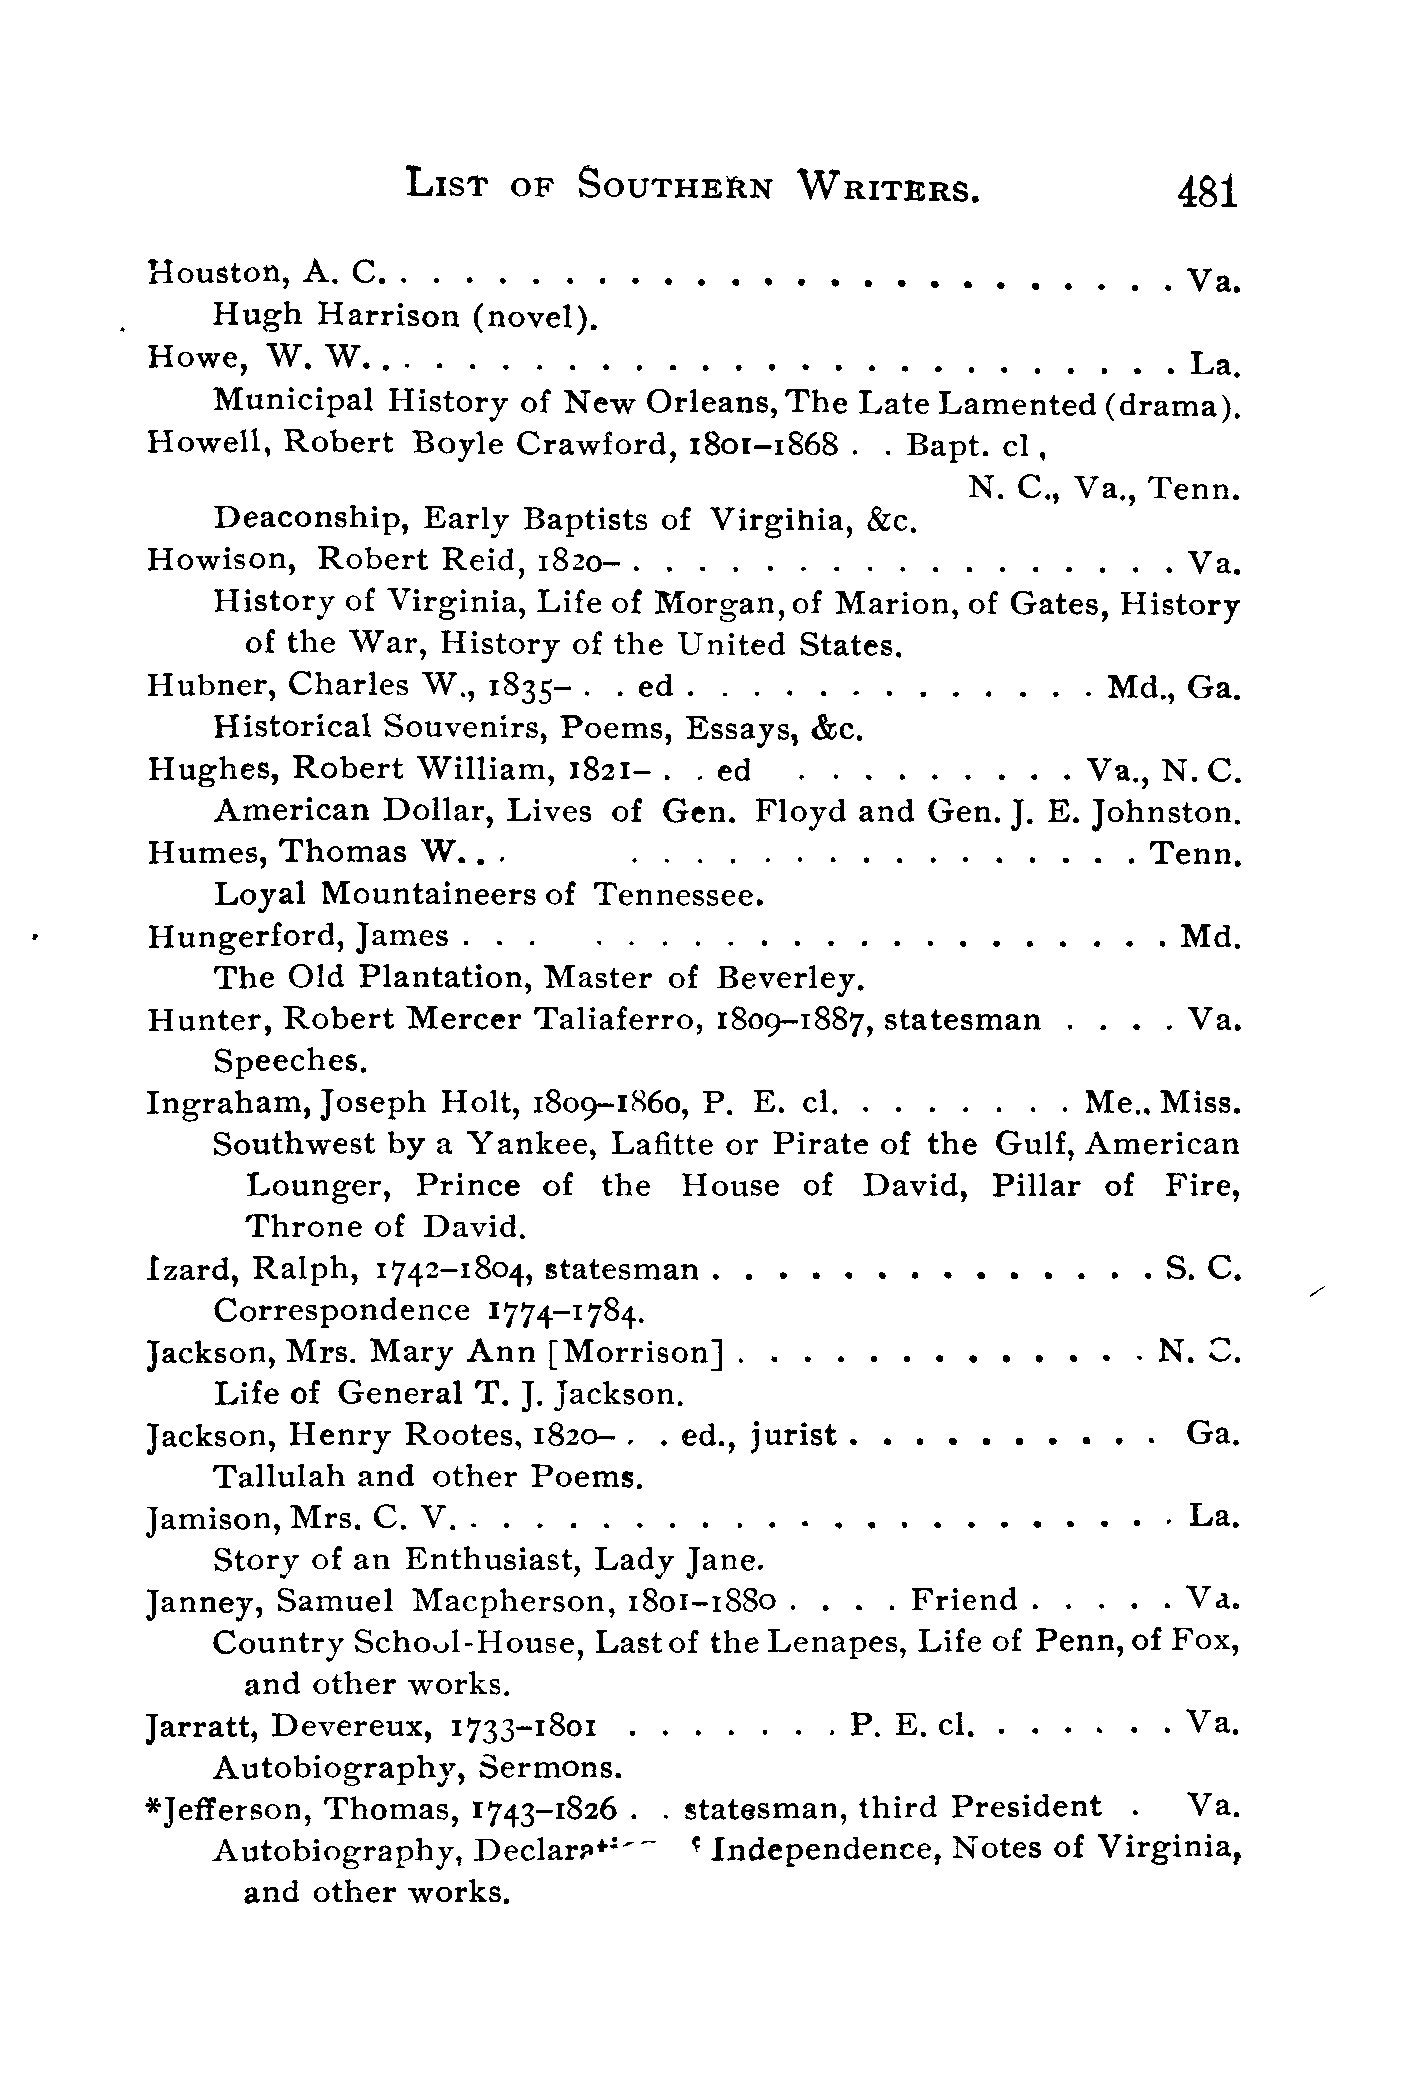 List of Southern Writers. 481
Houston, A. C. . . . . . . . . . . . . . . . . . . . . . . . . Va.
Hugh Harrison (novel).
Howe, W. W. . . . . . . . . . . . . . . . . . . . . . . . . . La.
Municipal History of New Orleans, The Late Lamented (drama).
Howell, Robert Boyle Crawford, 1801–1868 . . Bapt. cl ,
N. C., Va., Tenn.
Deaconship, Early Baptists of Virginia, &c.
Howison, Robert Reid, 1820– . . . . . . . . . . . . . . . . . Va.
History of Virginia, Life of Morgan, of Marion, of Gates, History
of the War, History of the United States.
Hubner, Charles W., 1835– . . ed . . . . . . . . . . . . . Md., Ga.
Historical Souvenirs, Poems, Essays, &c.
Hughes, Robert William, 1821– . . ed . . . . . . . . . Va., N. C.
American Dollar, Lives of Gen. Floyd and Gen. J. E. Johnston.
Humes, Thomas W. . . . . . . . . . . . . . . . . . . Tenn.
Loyal Mountaineers of Tennessee.
Hungerford, James . . . . . . . . . . . . . . . . . . . . . Md.
The Old Plantation, Master of Beverley.
Hunter, Robert Mercer Taliaferro, 1809–1887, statesman . . . . Va.
Speeches.
Ingraham, Joseph Holt, 1809–1860, P. E. cl. . . . . . . . Me., Miss.
Southwest by a Yankee, Lafitte or Pirate of the Gulf, American
Lounger, Prince of the House of David, Pillar of Fire,
Throne of David.
Izard, Ralph, 1742–1804, statesman . . . . . . . . . . . . . . S. C.
Correspondence 1774–1784.
Jackson, Mrs. Mary Ann [Morrison] . . . . . . . . . . . . . N. C.
Life of General T. J. Jackson.
Jackson, Henry Rootes, 1820– . . ed., jurist . . . . . . . . . . Ga.
Tallulah and other Poems.
Jamison, Mrs. C. V. . . . . . . . . . . . . . . . . . . . . . . La.
Story of an Enthusiast, Lady Jane.
Janney, Samuel Macpherson, 1801–1880 . . . . Friend . . . . . Va.
Country School-House, Last of the Lenapes, Life of Penn, of Fox,
and other works.
Jarratt, Devereux, 1733–1801 . . . . . . . P. E. cl. . . . . . . Va.
Autobiography, Sermons.
*Jefferson, Thomas, 1743–1826 . . statesman, third President . Va.
Autobiography, Independence, Notes of Virginia,
and other works.